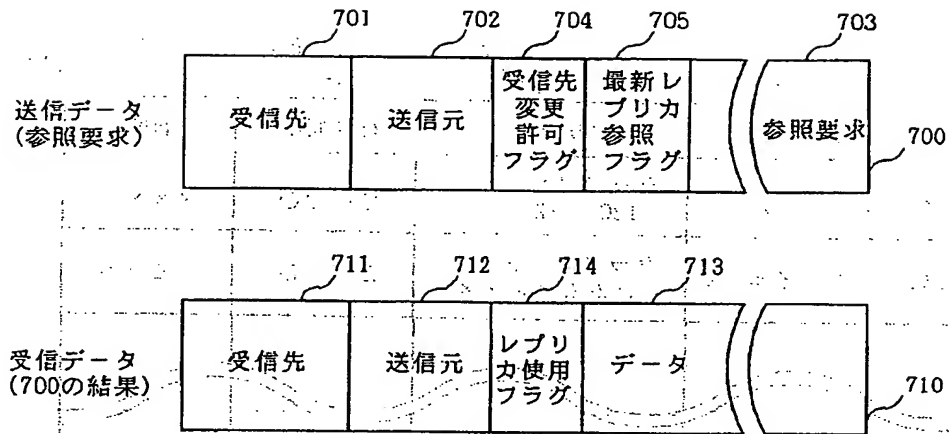 701
702
704
705
703
送信データ
(参照要求)
受信先
送信元
受信先
変更
許可
フラグ
最新レ
プリカ
参照
フラグ
参照要求
700
711
712
714
713
受信データ
(700の結果)
受信先
送信元
レプリ
カ使用
フラグ
データ
710